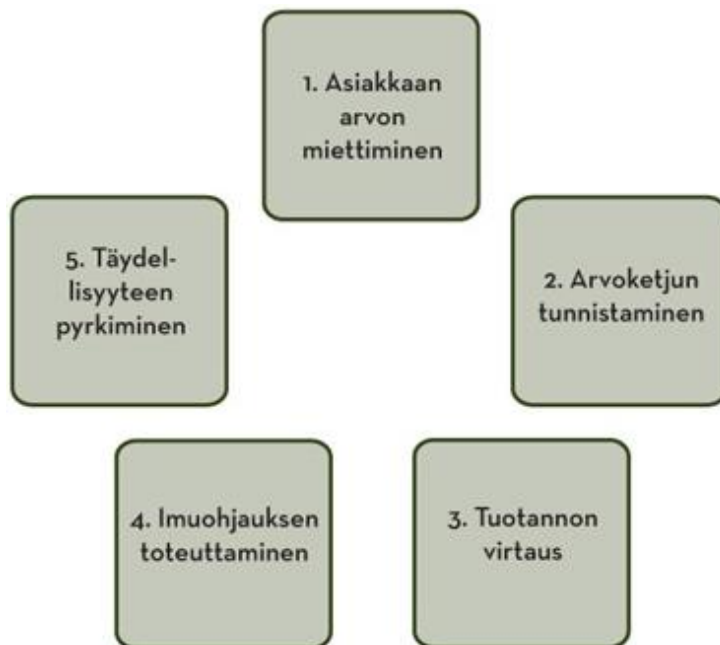 1. Asiakkaan
arvon
miettiminen
2. Arvoketjun
tunnistaminen
3. Tuotannon
virtaus
4. Imuohjauksen
toteuttaminen
5. Täydel-
lisyyteen
pyrkiminen